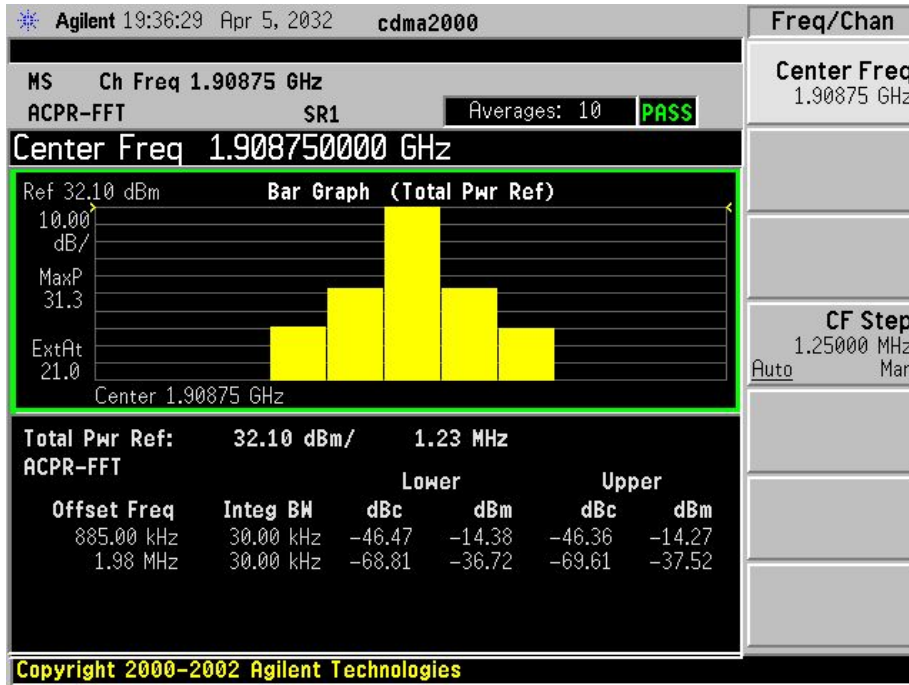 Agilent 19:36:29 Apr 5, 2032 cdma2000
Freq/Chan
MS Ch Freq 1.90875 GHz
ACPR-FFT SR1 Averages: 10 PASS
Center Freq 1.908750000 GHz
Ref 32.10 dBm Bar Graph (Total Pwr Ref)
10.00
dB/
MaxP
31.3
ExtAt
21.0
Center 1.90875 GHz
Total Pwr Ref: 32.10 dBm/ 1.23 MHz
ACPR-FFT
Lower Upper
Offset Freq Integ BW dBc dBm dBc dBm
885.00 kHz 30.00 kHz -46.47 -14.38 -46.36 -14.27
1.98 MHz 30.00 kHz -68.81 -36.72 -69.61 -37.52
Center Freq
1.90875 GHz
CF Step
1.25000 MHz
Auto Man
Copyright 2000-2002 Agilent Technologies